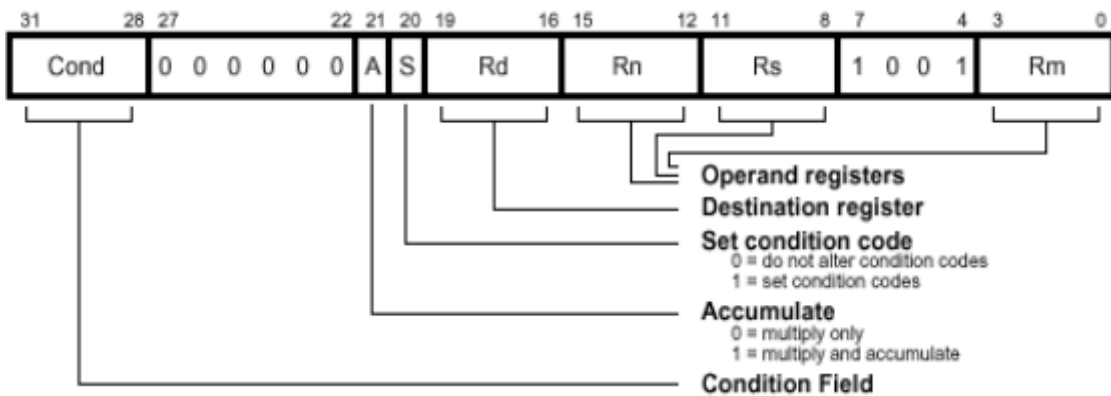 31 28 27 22 21 20 19 16 15 12 11 8 7 4 3 0
Cond 0 0 0 0 0 0 A S Rd Rn Rs 1 0 0 1 Rm
Operand registers
Destination register
Set condition code
0 = do not alter condition codes
1 = set condition codes
Accumulate
0 = multiply only
1 = multiply and accumulate
Condition Field